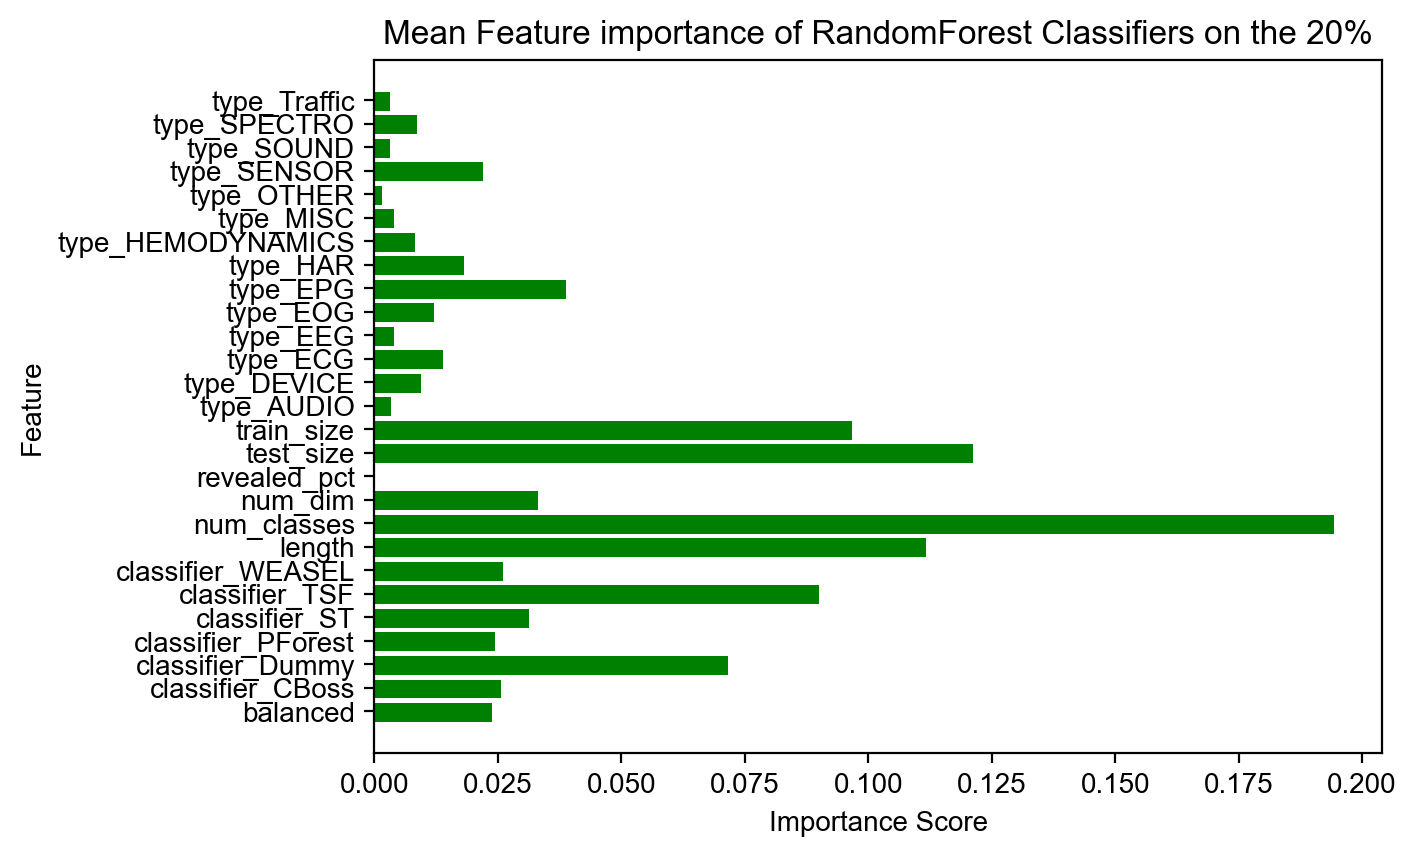 Mean Feature importance of RandomForest Classifiers on the 20%
type_Traffic
type_SPECTRO
type_SOUND
type_SENSOR
type_OTHER
type_MISC
type_HEMODYNAMICS
type_HAR
type_EPG
type_EOG
type_EEG
type_ECG
type_DEVICE
type_AUDIO
train_size
test_size
revealed_pct
num_dim
num_classes
length
classifier_WEASEL
classifier_TSF
classifier_ST
classifier_PForest
classifier_Dummy
classifier_CBoss
balanced
Feature
0.000 0.025 0.050 0.075 0.100 0.125 0.150 0.175 0.200
Importance Score